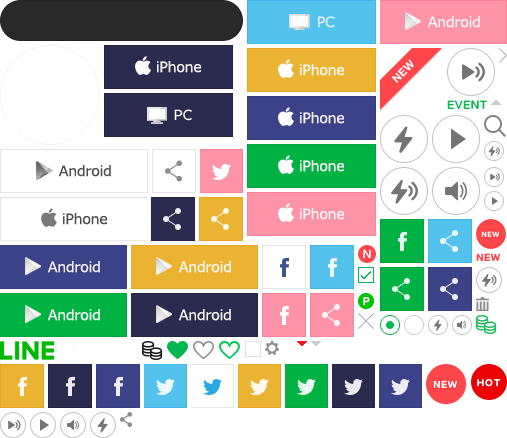 PC
Android
iPhone
iPhone
NEW
PC
iPhone
EVENT
Android
iPhone
iPhone
iPhone
NEW
Android
Android
N
NEW
Android
Android
P
LINE
NEW
HOT